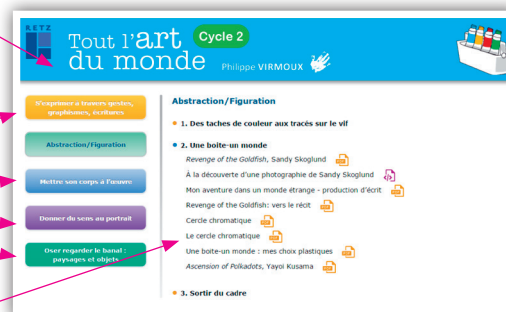 RETZ
Tout l'art
du monde
Cycle 2
Philippe VIRMOUX
S'exprimer à travers gestes,
graphismes, écritures
Abstraction/Figuration
Mettre son corps à l'œuvre
Donner du sens au portrait
Oser regarder le banal :
paysages et objets
Abstraction/Figuration
1. Des taches de couleur aux tracés sur le vif
2. Une boite-un monde
Revenge of the Goldfish, Sandy Skoglund
À la découverte d'une photographie de Sandy Skoglund
Mon aventure dans un monde étrange - production d'écrit
Revenge of the Goldfish: vers le récit
Cercle chromatique
Le cercle chromatique
Une boite-un monde : mes choix plastiques
Ascension of Polkadots, Yayoi Kusama
3. Sortir du cadre